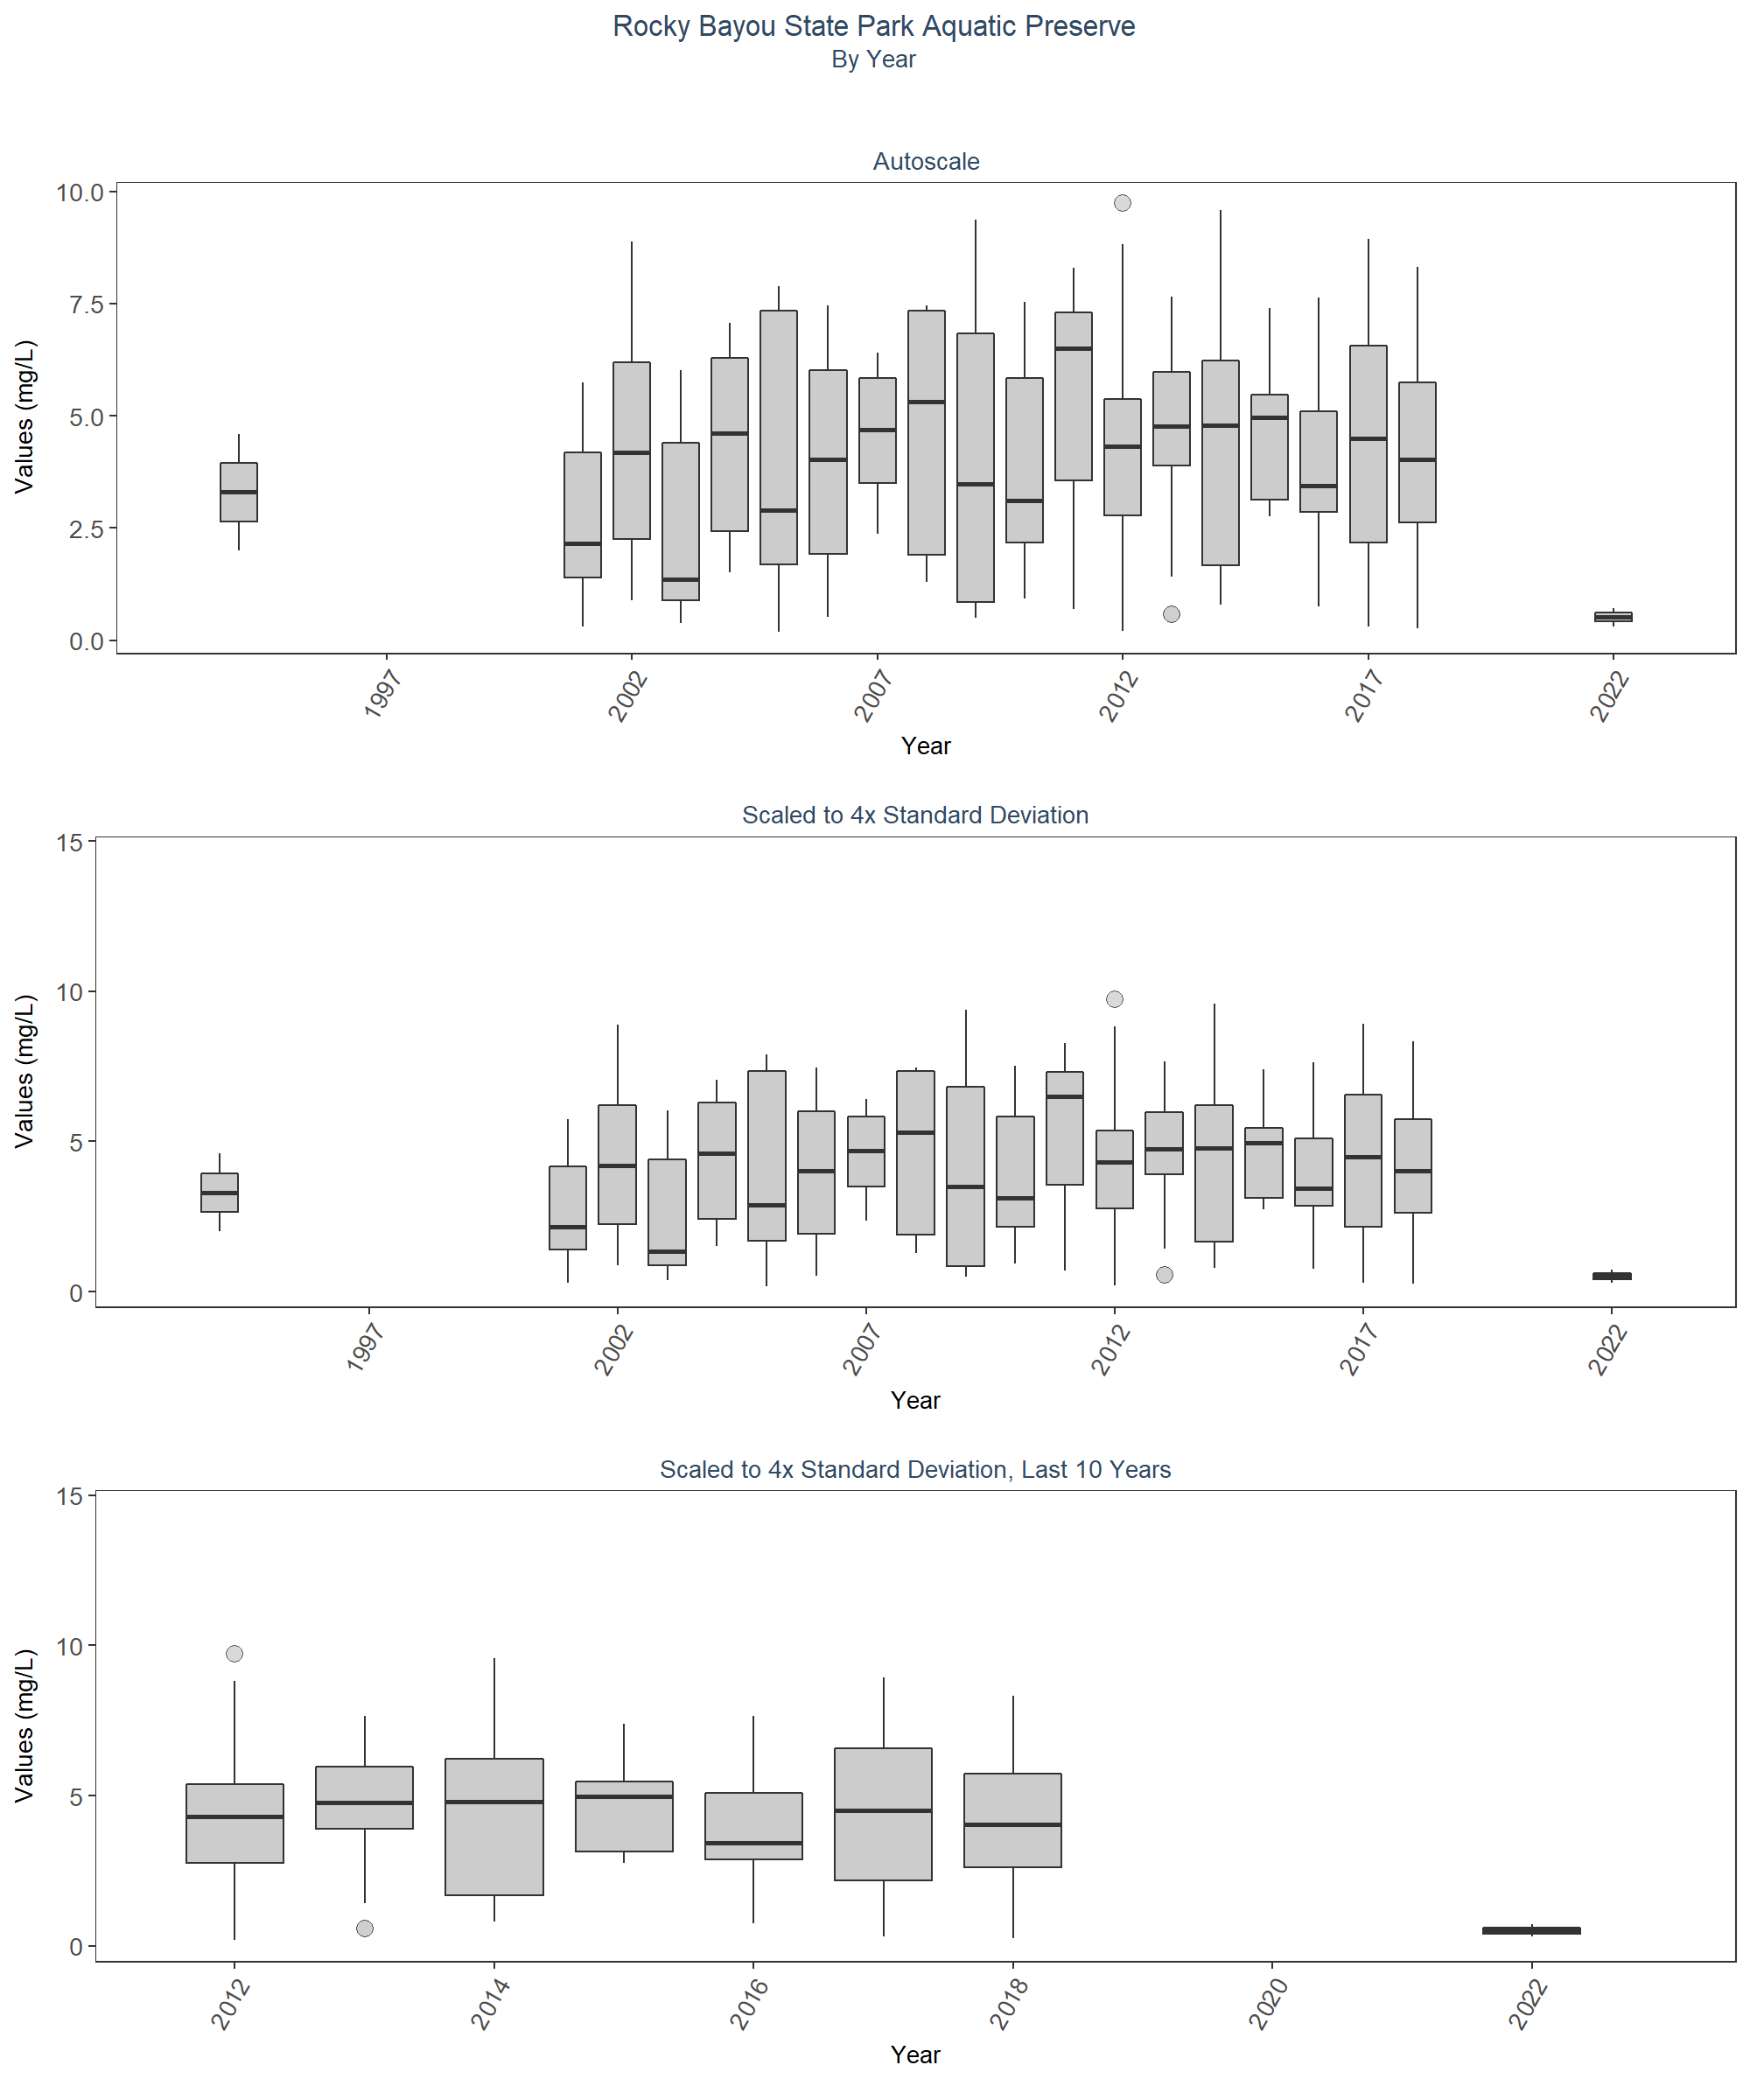 Rocky Bayou State Park Aquatic Preserve
By Year
Autoscale
Values (mg/L)
10.0
7.5
5.0
2.5
0.0
1997 2002 2007 2012 2017 2022
Year
Scaled to 4x Standard Deviation
Values (mg/L)
15
10
5
0
1997 2002 2007 2012 2017 2022
Year
Scaled to 4x Standard Deviation, Last 10 Years
Values (mg/L)
15
10
5
0
2012 2014 2016 2018 2020 2022
Year